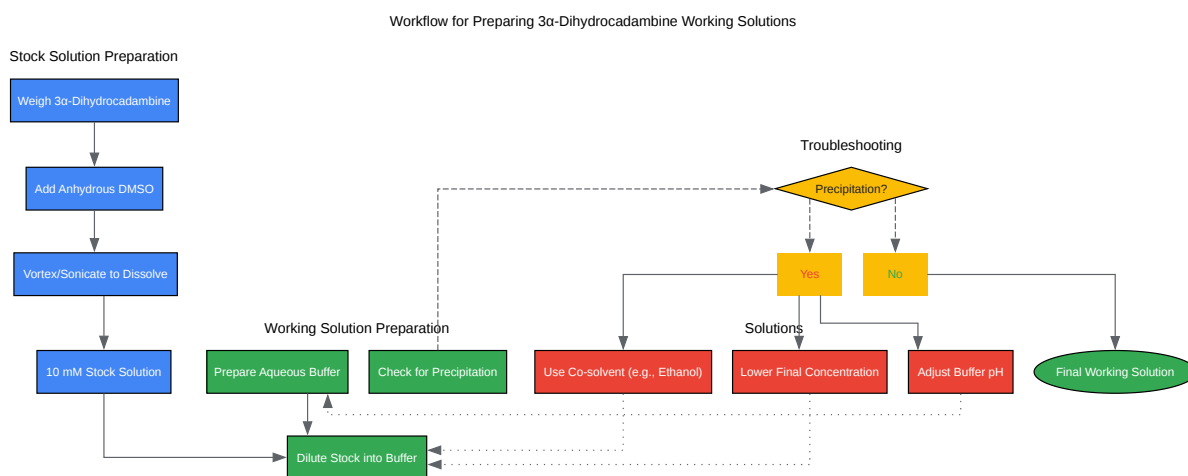 Workflow for Preparing 3α-Dihydrocadambine Working Solutions
Stock Solution Preparation
Weigh 3α-Dihydrocadambine
Add Anhydrous DMSO
Vortex/Sonicate to Dissolve
10 mM Stock Solution
Working Solution Preparation
Prepare Aqueous Buffer
Check for Precipitation
Dilute Stock into Buffer
Troubleshooting
Precipitation?
Yes
No
Solutions
Use Co-solvent (e.g., Ethanol)
Lower Final Concentration
Adjust Buffer pH
Final Working Solution